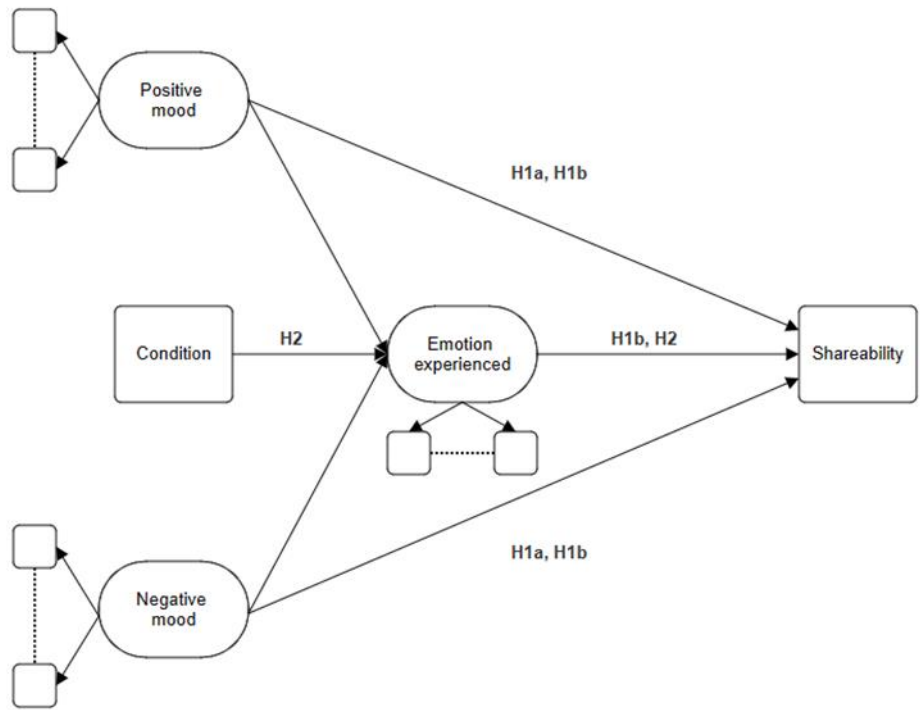 Positive
mood
H1a, H1b
Condition
H2
Emotion
experienced
H1b, H2
Shareability
H1a, H1b
Negative
mood